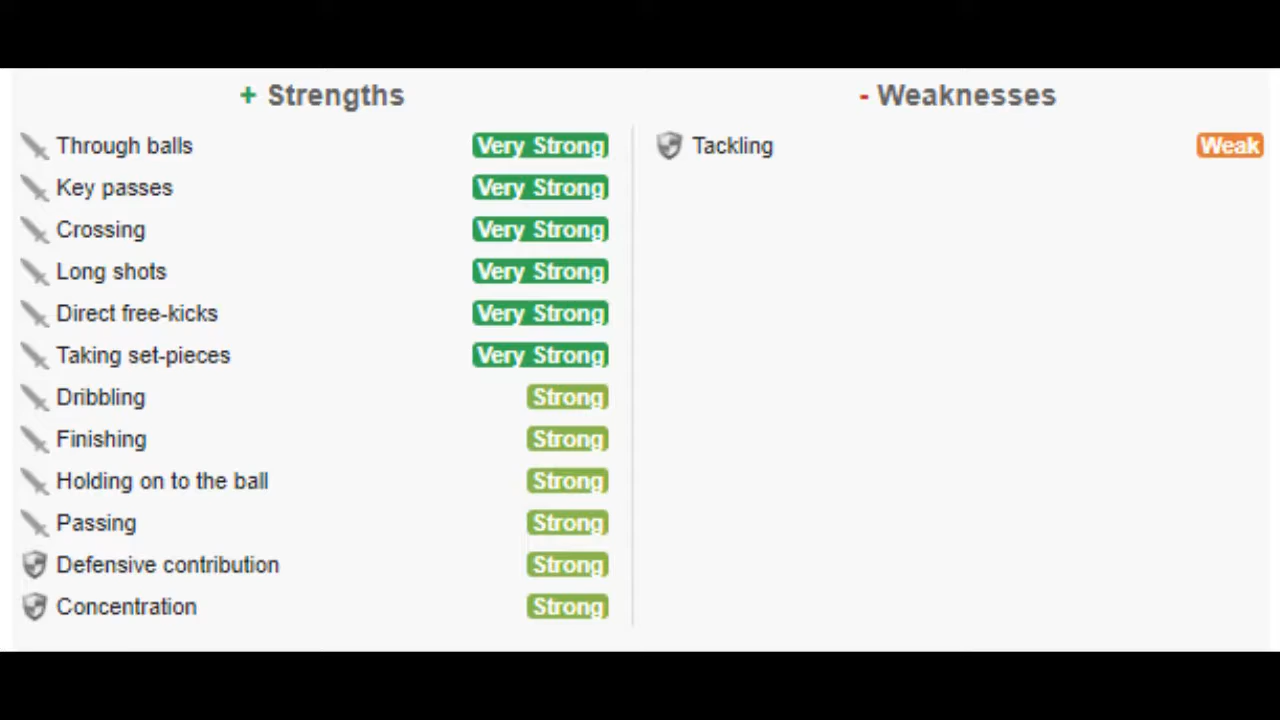 + Strengths
- Weaknesses
Through balls Very Strong
Tackling Weak
Key passes Very Strong
Crossing Very Strong
Long shots Very Strong
Direct free-kicks Very Strong
Taking set-pieces Very Strong
Dribbling Strong
Finishing Strong
Holding on to the ball Strong
Passing Strong
Defensive contribution Strong
Concentration Strong